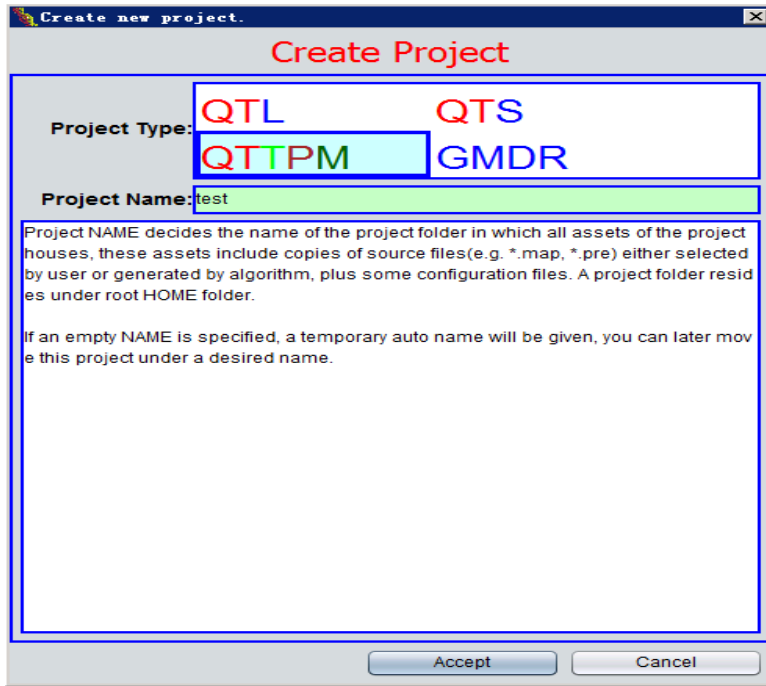 Create new project.
Create Project
Project Type:
QTL QTS
QTTPM GMDR
Project Name: test
Project NAME decides the name of the project folder in which all assets of the project
houses, these assets include copies of source files(e.g. *.map, *.pre) either selected
by user or generated by algorithm, plus some configuration files. A project folder resid
es under root HOME folder.
If an empty NAME is specified, a temporary auto name will be given, you can later mov
e this project under a desired name.
Accept Cancel